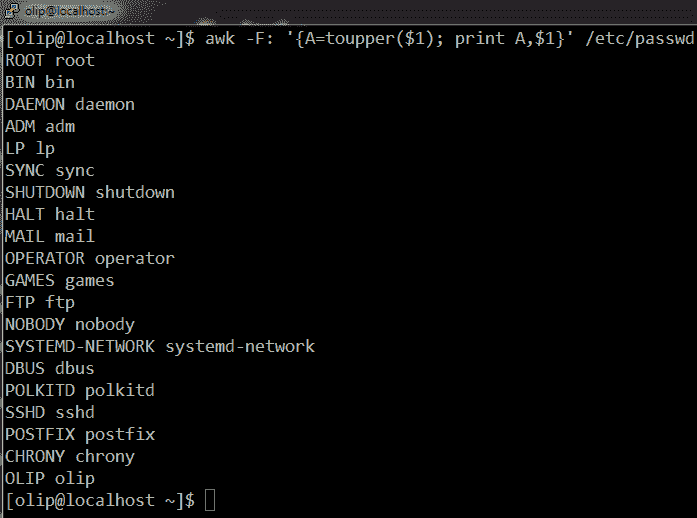 olip@localhost:~
[olip@localhost ~]$ awk -F: '{A=toupper($1); print A,$1}' /etc/passwd
ROOT root
BIN bin
DAEMON daemon
ADM adm
LP lp
SYNC sync
SHUTDOWN shutdown
HALT halt
MAIL mail
OPERATOR operator
GAMES games
FTP ftp
NOBODY nobody
SYSTEMD-NETWORK systemd-network
DBUS dbus
POLKITD polkitd
SSHD sshd
POSTFIX postfix
CHRONY chrony
OLIP olip
[olip@localhost ~]$